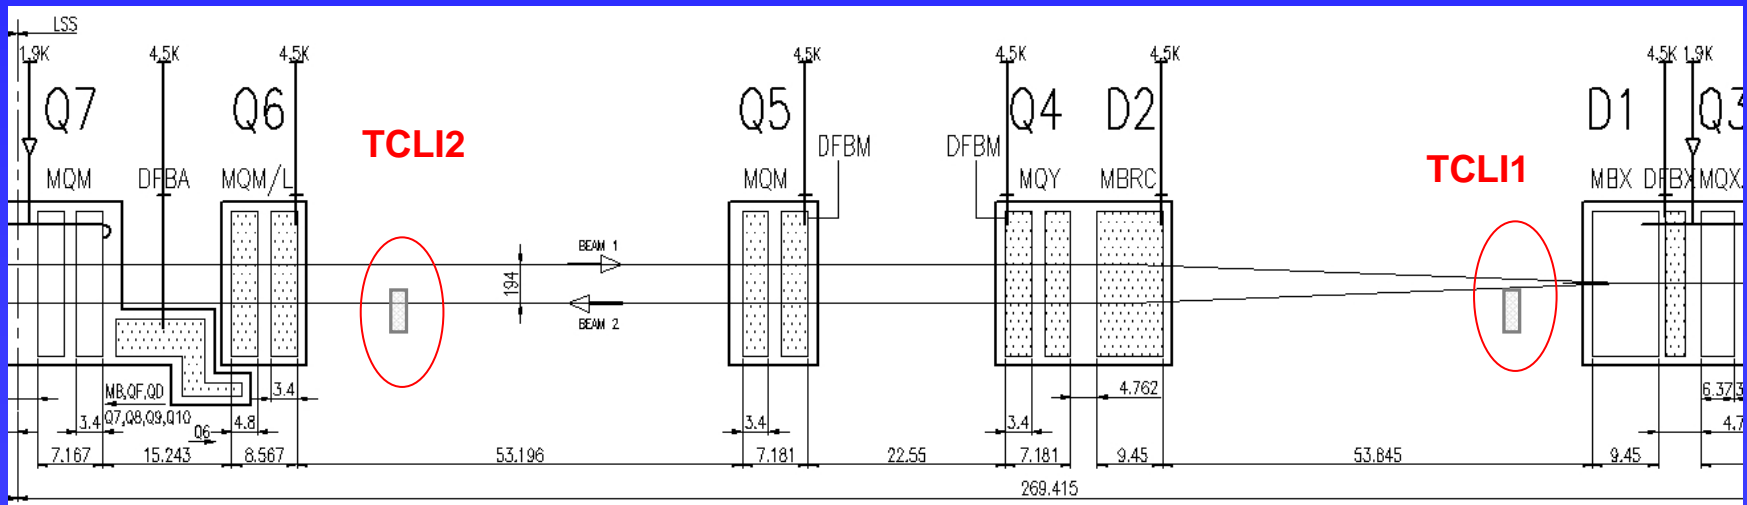 LSS
1.9K 4.5K 4.5K 4.5K 4.5K 4.5K 4.5K 1.9K
Q7 Q6 Q5 Q4 D2 D1 Q3
TCLI2 TCLI1
DFBM DFBM
MQM DFBA MQM/L MQM MQY MBRC MBX DFBX MQX
BEAM 1
194
BEAM 2
MB,QF,QD 3.4 4.762 6.37 3
3.4 Q7,Q8,Q9,Q10 4.8 3.4 3.4 4.7
Q6
7.167 15.243 8.567 53.196 7.181 22.55 7.181 9.45 53.845 9.45
269.415